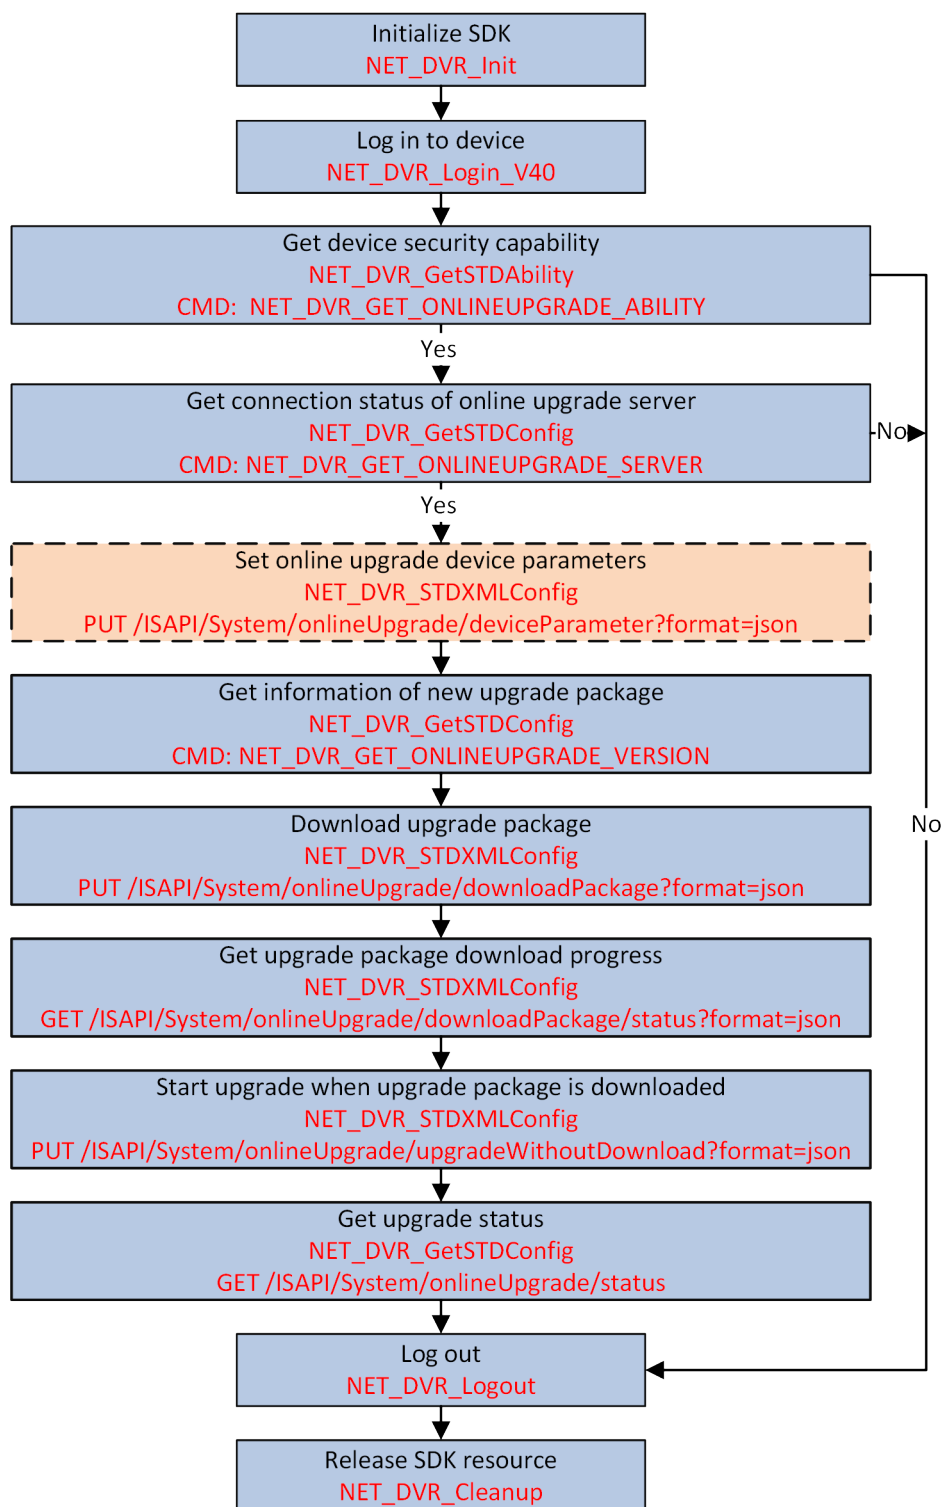 Initialize SDK
NET_DVR_Init
Log in to device
NET_DVR_Login_V40
Get device security capability
NET_DVR_GetSTDAbility
CMD:  NET_DVR_GET_ONLINEUPGRADE_ABILITY
Yes
Get connection status of online upgrade server
NET_DVR_GetSTDConfig
CMD: NET_DVR_GET_ONLINEUPGRADE_SERVER
No
Yes
Set online upgrade device parameters
NET_DVR_STDXMLConfig
PUT /ISAPI/System/onlineUpgrade/deviceParameter?format=json
Get information of new upgrade package
NET_DVR_GetSTDConfig
CMD: NET_DVR_GET_ONLINEUPGRADE_VERSION
Download upgrade package
No
NET_DVR_STDXMLConfig
PUT /ISAPI/System/onlineUpgrade/downloadPackage?format=json
Get upgrade package download progress
NET_DVR_STDXMLConfig
GET /ISAPI/System/onlineUpgrade/downloadPackage/status?format=json
Start upgrade when upgrade package is downloaded
NET_DVR_STDXMLConfig
PUT /ISAPI/System/onlineUpgrade/upgradeWithoutDownload?format=json
Get upgrade status
NET_DVR_GetSTDConfig
GET /ISAPI/System/onlineUpgrade/status
Log out
NET_DVR_Logout
Release SDK resource
NET_DVR_Cleanup